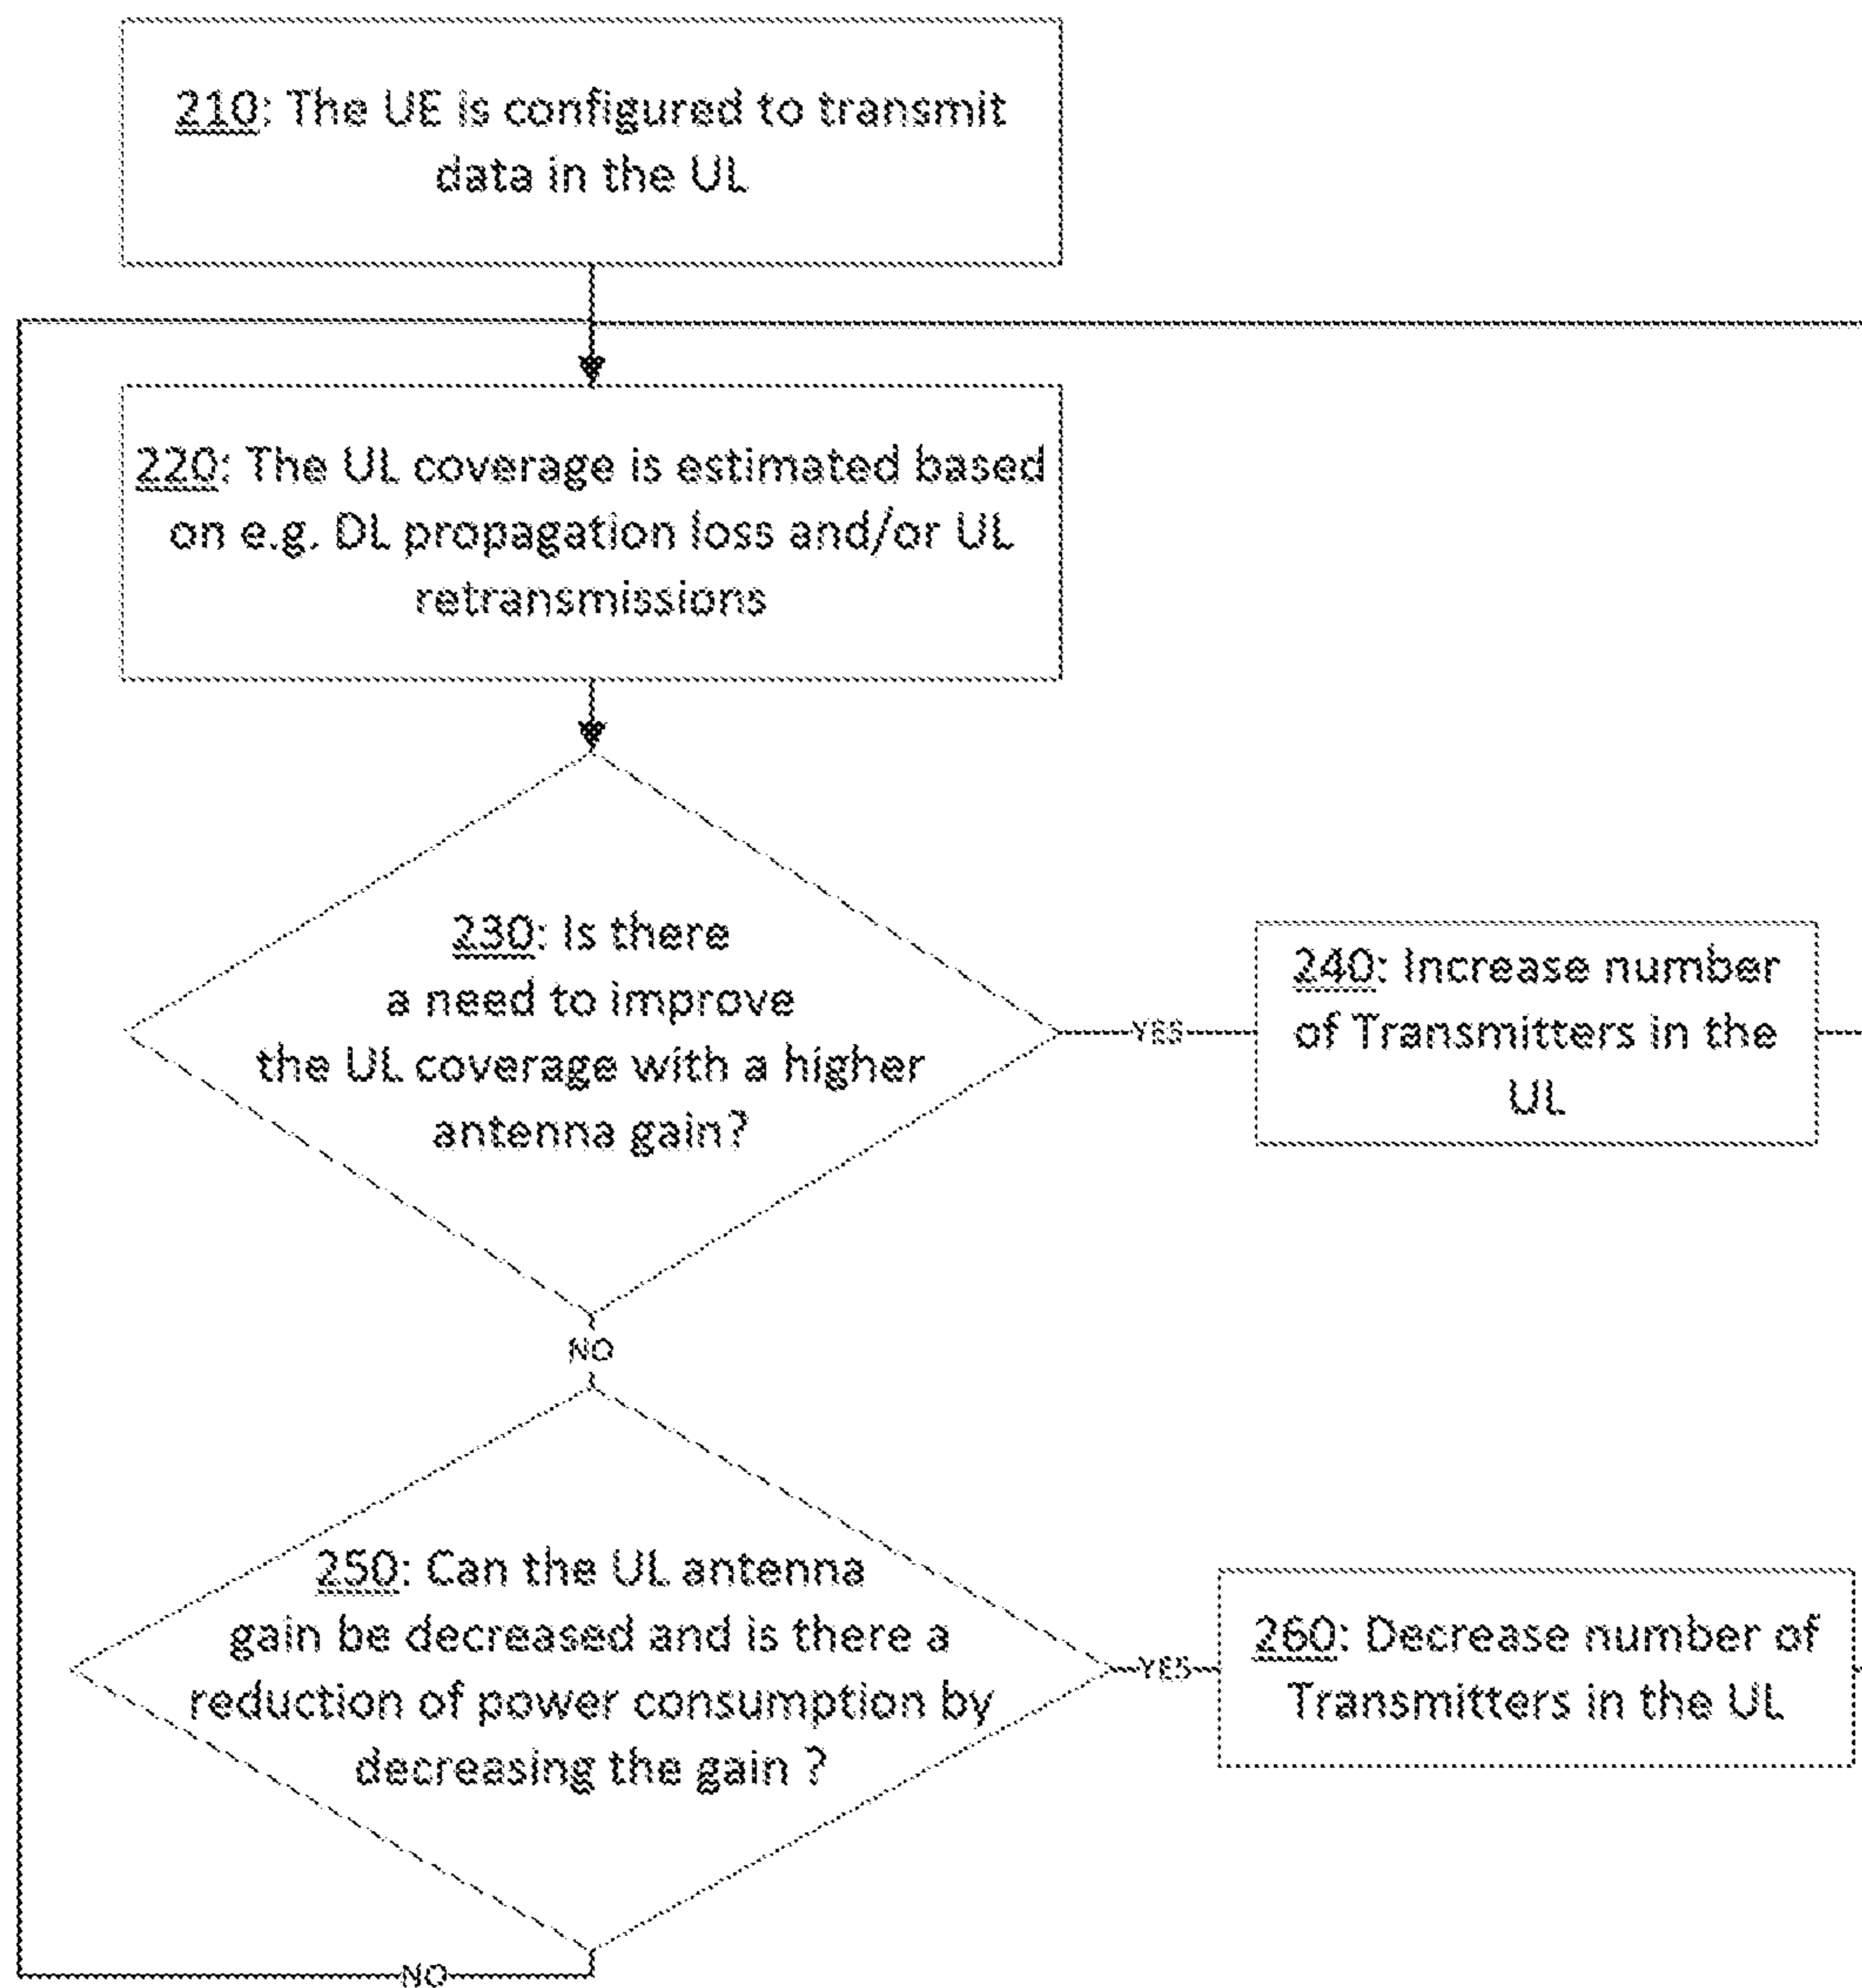 210: The UE is configured to transmit
data in the UL
220: The UL coverage is estimated based
on e.g. DL propagation loss and/or UL
retransmissions
230: Is there
a need to improve
the UL coverage with a higher
antenna gain?
YES
240: Increase number
of Transmitters in the
UL
NO
250: Can the UL antenna
gain be decreased and is there a
reduction of power consumption by
decreasing the gain ?
YES
260: Decrease number of
Transmitters in the UL
NO